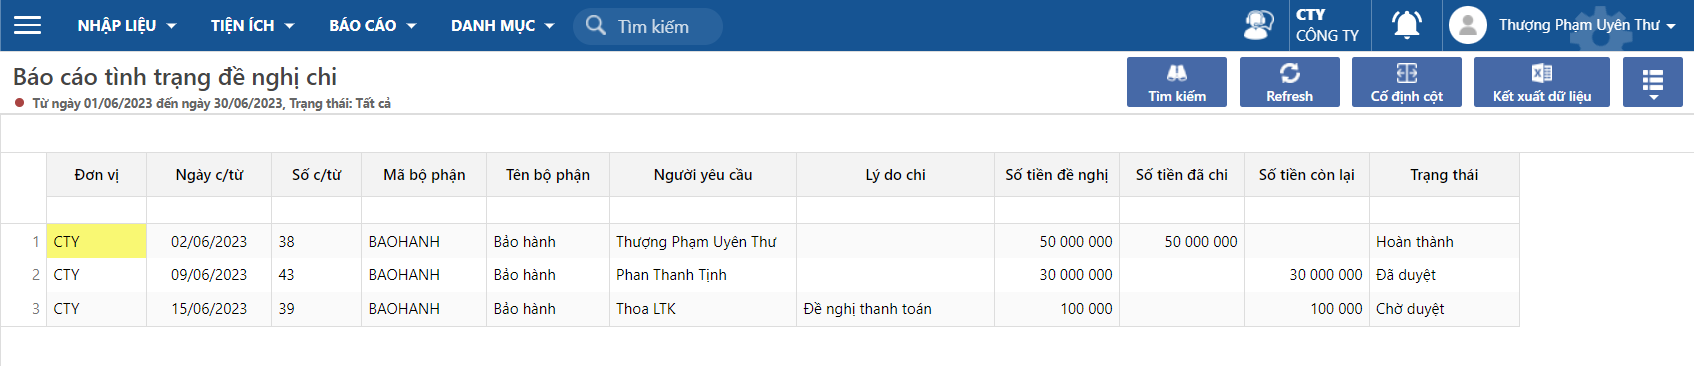 NHẬP LIỆU TIỆN ÍCH BÁO CÁO DANH MỤC Tìm kiếm CTY CÔNG TY Thượng Phạm Uyên Thư
Báo cáo tình trạng đề nghị chi
Từ ngày 01/06/2023 đến ngày 30/06/2023, Trạng thái: Tất cả
Tìm kiếm Refresh Cố định cột Kết xuất dữ liệu
Đơn vị Ngày c/từ Số c/từ Mã bộ phận Tên bộ phận Người yêu cầu Lý do chi Số tiền đề nghị Số tiền đã chi Số tiền còn lại Trạng thái
1 CTY 02/06/2023 38 BAOHANH Bảo hành Thượng Phạm Uyên Thư 50 000 000 50 000 000 Hoàn thành
2 CTY 09/06/2023 43 BAOHANH Bảo hành Phan Thanh Tịnh 30 000 000 30 000 000 Đã duyệt
3 CTY 15/06/2023 39 BAOHANH Bảo hành Thoa LTK Đề nghị thanh toán 100 000 100 000 Chờ duyệt